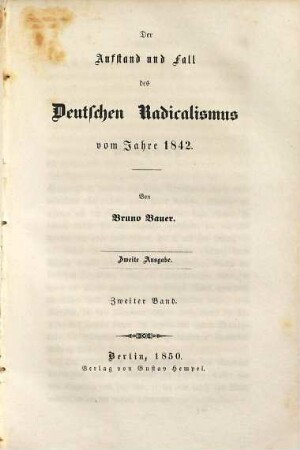 Der
Aufstand und Fall
des
Deutschen Radicalismus
vom Jahre 1842.
Von
Bruno Bauer.
Zweite Ausgabe.
Zweiter Band.
Berlin, 1850.
Verlag von Gustav Hempel.